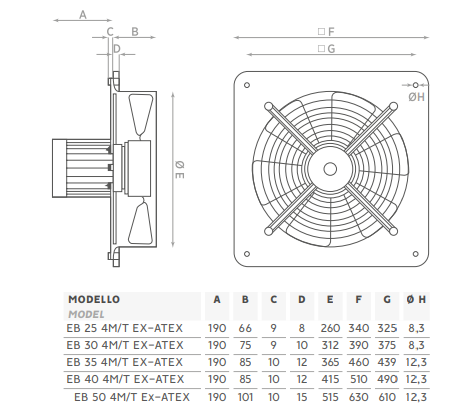 A
C B
D
□ F
□ G
ØH
Ø E
MODELLO A B C D E F G Ø H
MODEL
EB 25 4M/T EX-ATEX 190 66 9 8 260 340 325 8,3
EB 30 4M/T EX-ATEX 190 75 9 10 312 390 375 8,3
EB 35 4M/T EX-ATEX 190 85 10 12 365 460 439 12,3
EB 40 4M/T EX-ATEX 190 85 10 12 415 510 490 12,3
EB 50 4M/T Ex-ATEX 190 101 10 15 515 630 610 12,3